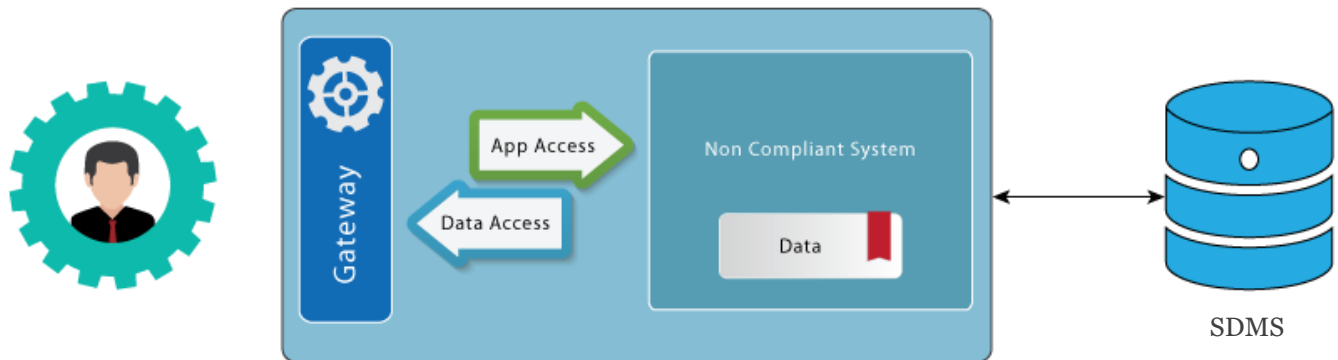 Gateway
App Access
Data Access
Non Compliant System
Data
SDMS